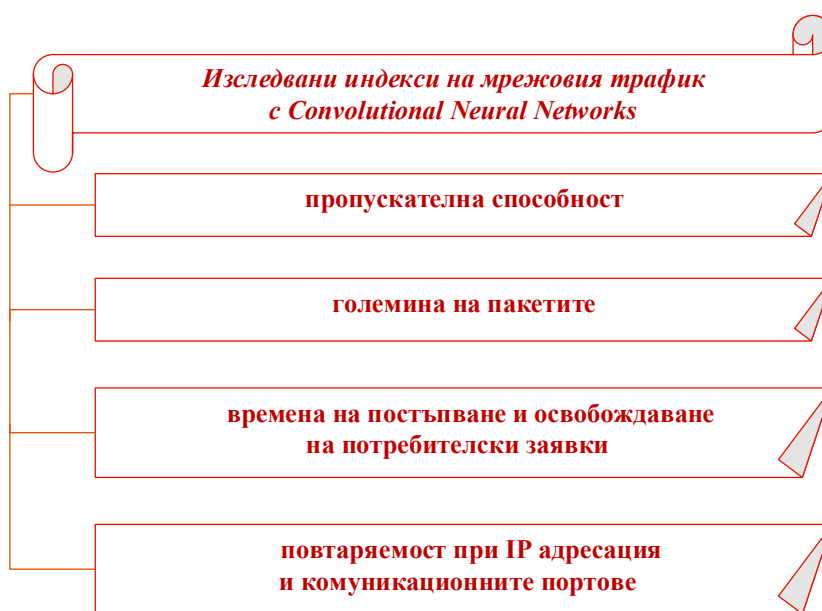 Изследвани индекси на мрежовия трафик
с Convolutional Neural Networks
пропускателна способност
големина на пакетите
времена на постъпване и освобождаване
на потребителски заявки
повтаряемост при IP адресация
и комуникационните портове